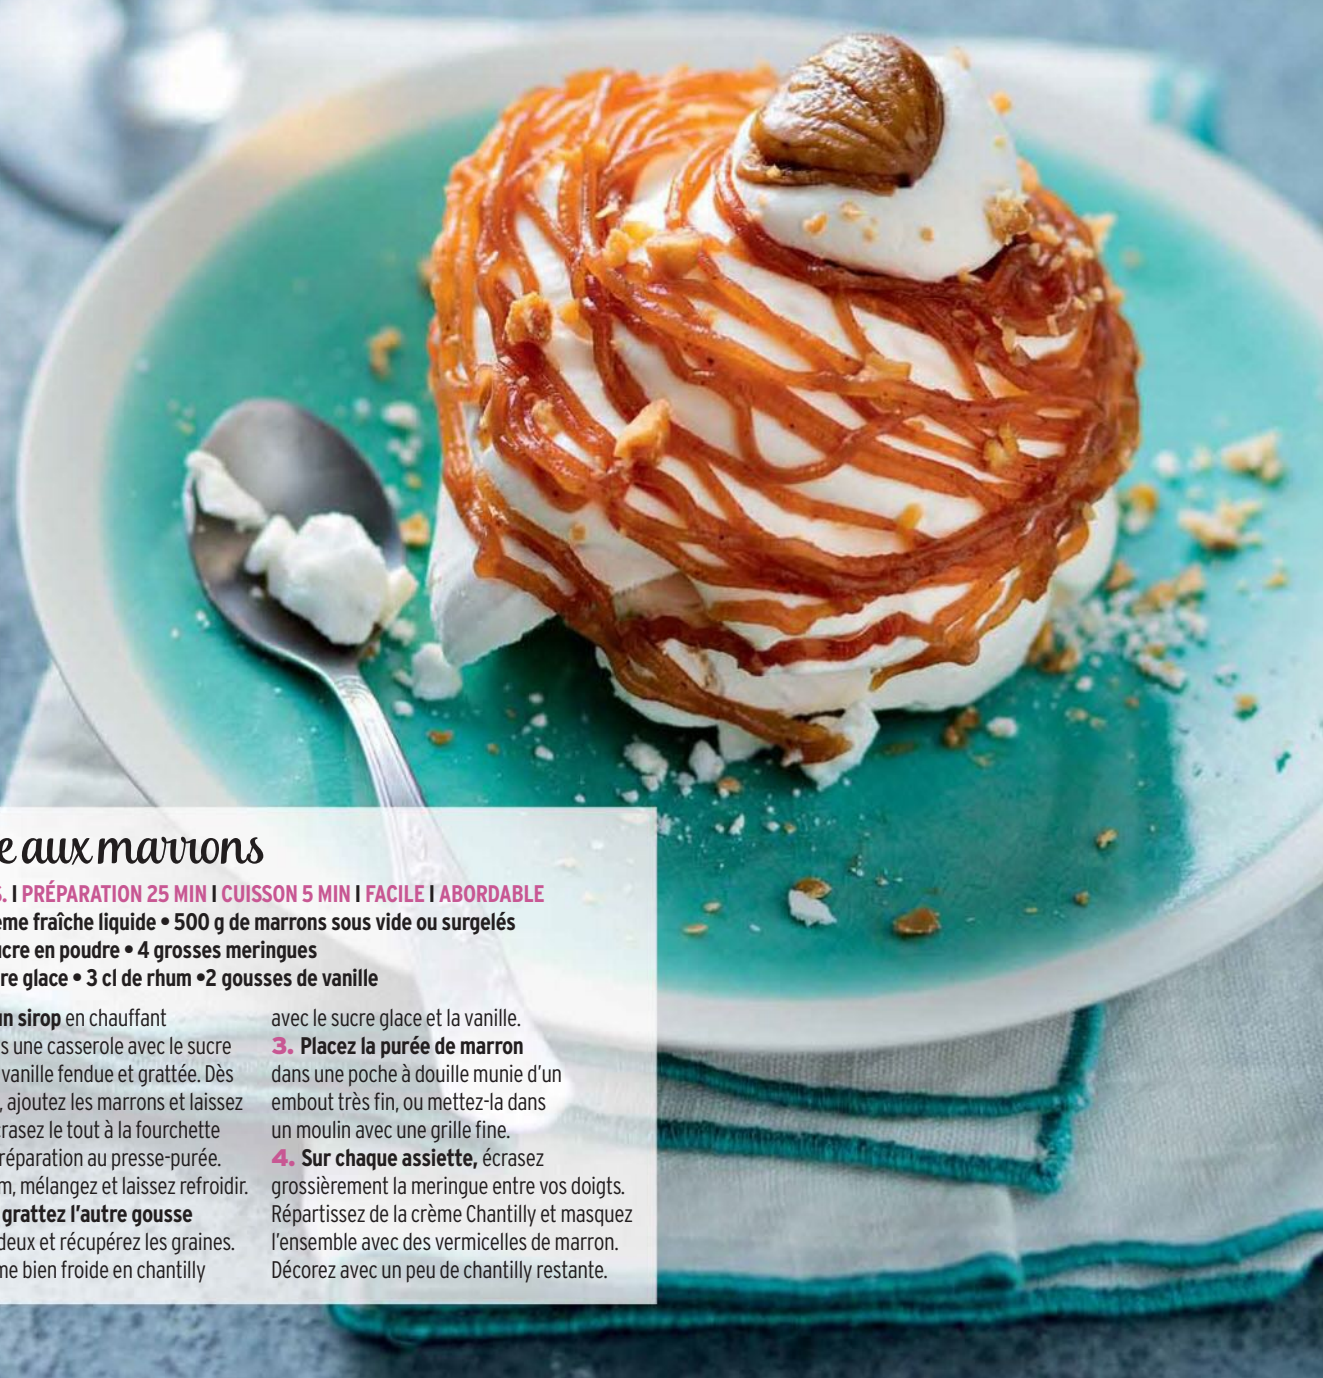 e aux marrons
. I PRÉPARATION 25 MIN I CUISSON 5 MIN I FACILE I ABORDABLE
ème fraîche liquide • 500 g de marrons sous vide ou surgelés
ucre en poudre • 4 grosses meringues
re glace • 3 cl de rhum •2 gousses de vanille
un sirop en chauffant
s une casserole avec le sucre
vanille fendue et grattée. Dès
, ajoutez les marrons et laissez
rasez le tout à la fourchette
réparation au presse-purée.
m, mélangez et laissez refroidir.
grattez l'autre gousse
deux et récupérez les graines.
me bien froide en chantilly
avec le sucre glace et la vanille.
3. Placez la purée de marron
dans une poche à douille munie d'un
embout très fin, ou mettez-la dans
un moulin avec une grille fine.
4. Sur chaque assiette, écrasez
grossièrement la meringue entre vos doigts.
Répartissez de la crème Chantilly et masquez
l'ensemble avec des vermicelles de marron.
Décorez avec un peu de chantilly restante.